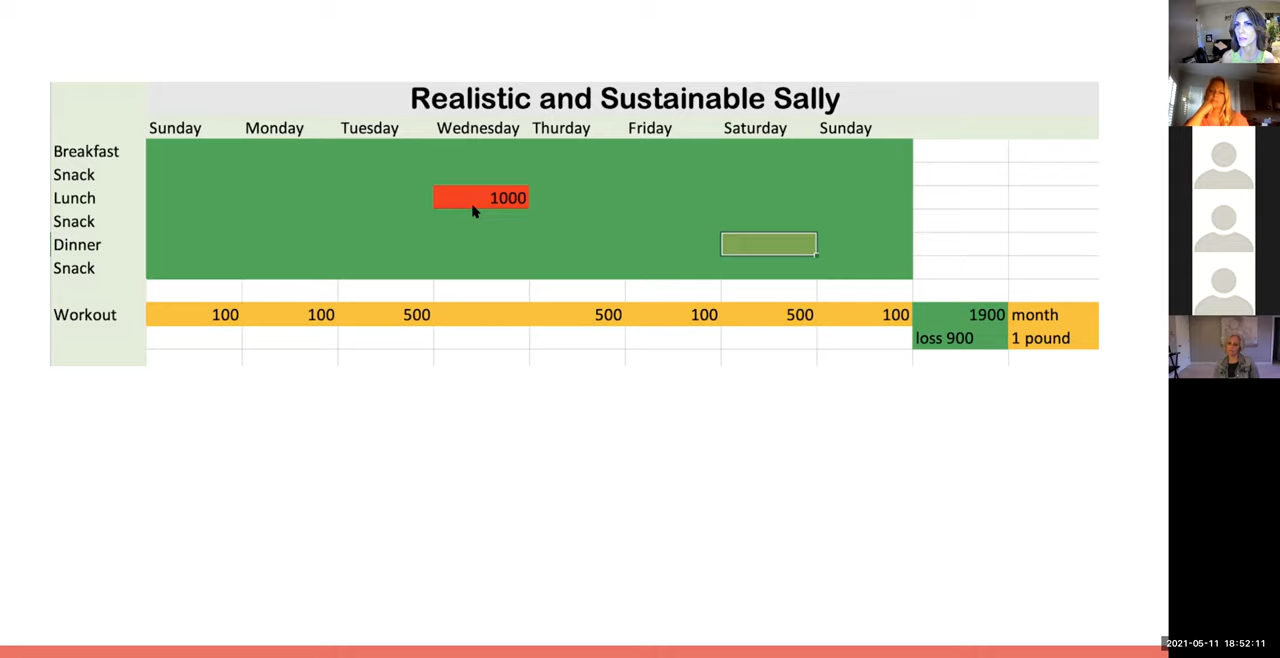 Realistic and Sustainable Sally
Sunday Monday Tuesday Wednesday Thurday Friday Saturday Sunday
Breakfast
Snack
Lunch 1000
Snack
Dinner
Snack
Workout 100 100 500 500 100 500 100 1900 month
loss 900 1 pound
2021-05-11 18:52:11